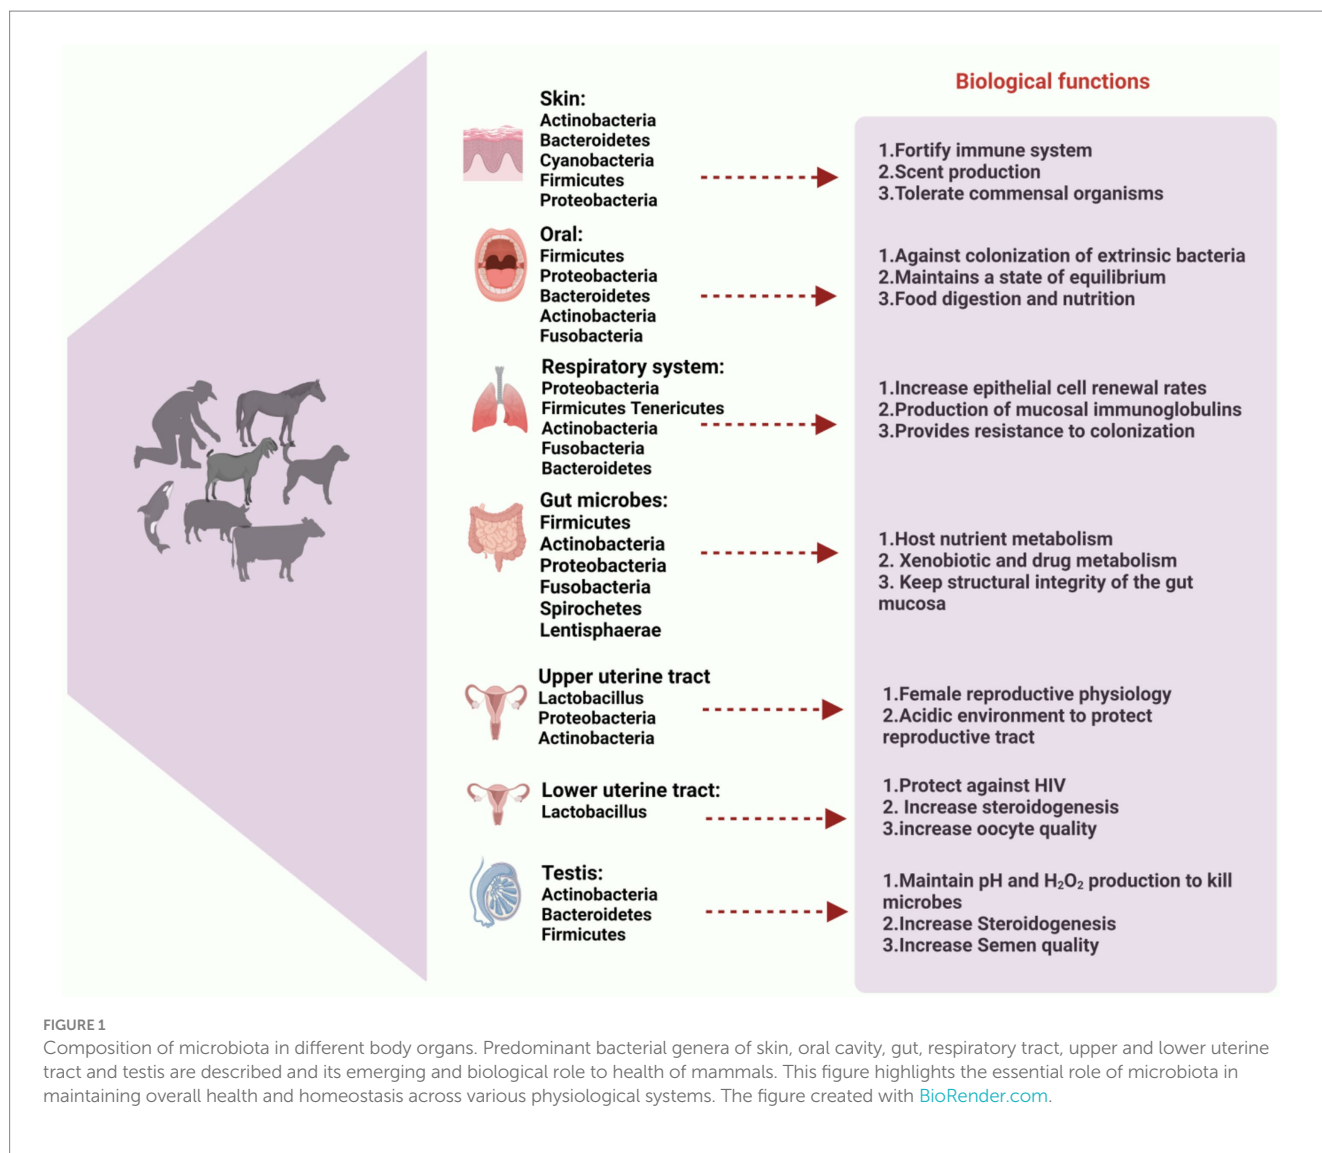 Biological functions
Skin:
Actinobacteria
Bacteroidetes
Cyanobacteria
Firmicutes
Proteobacteria
1.Fortify immune system
2.Scent production
3.Tolerate commensal organisms
Oral:
Firmicutes
Proteobacteria
Bacteroidetes
Actinobacteria
Fusobacteria
1.Against colonization of extrinsic bacteria
2.Maintains a state of equilibrium
3.Food digestion and nutrition
Respiratory system:
Proteobacteria
Firmicutes Tenericutes
Actinobacteria
Fusobacteria
Bacteroidetes
1.Increase epithelial cell renewal rates
2.Production of mucosal immunoglobulins
3.Provides resistance to colonization
Gut microbes:
Firmicutes
Actinobacteria
Proteobacteria
Fusobacteria
Spirochetes
Lentisphaerae
1.Host nutrient metabolism
2. Xenobiotic and drug metabolism
3. Keep structural integrity of the gut
mucosa
Upper uterine tract
Lactobacillus
Proteobacteria
Actinobacteria
1.Female reproductive physiology
2.Acidic environment to protect
reproductive tract
Lower uterine tract:
Lactobacillus
1.Protect against HIV
2. Increase steroidogenesis
3.increase oocyte quality
Testis:
Actinobacteria
Bacteroidetes
Firmicutes
1.Maintain pH and H₂O₂ production to kill
microbes
2.Increase Steroidogenesis
3.Increase Semen quality
FIGURE 1
Composition of microbiota in different body organs. Predominant bacterial genera of skin, oral cavity, gut, respiratory tract, upper and lower uterine
tract and testis are described and its emerging and biological role to health of mammals. This figure highlights the essential role of microbiota in
maintaining overall health and homeostasis across various physiological systems. The figure created with BioRender.com.